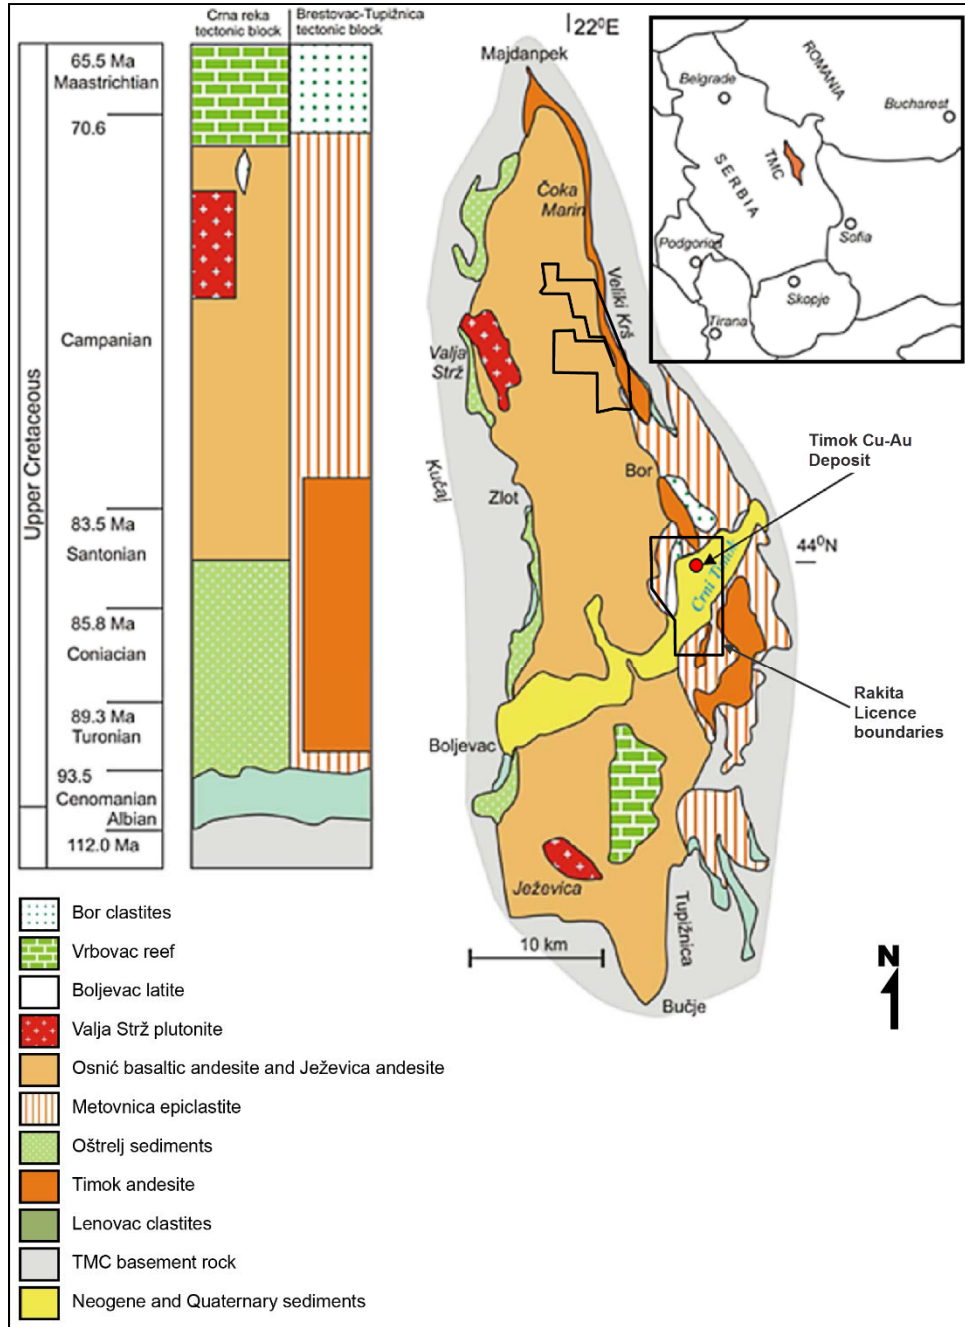 Crna reka
tectonic block
Brestovac-Tupižnica
tectonic block
Upper Cretaceous
65.5 Ma
Maastrichtian
70.6
Campanian
83.5 Ma
Santonian
85.8 Ma
Coniacian
89.3 Ma
Turonian
93.5
Cenomanian
Albian
112.0 Ma
22⁰E
Majdanpek
Čoka
Marin
Veliki Krš
Valja
Strž
Kučaj
Zlot
Bor
Timok Cu-Au
Deposit
44⁰N
Crni Timok
Rakita
Licence
boundaries
Boljevac
Ježevica
Tupižnica
10 km
Bučje
N
ROMANIA
Belgrade
Bucharest
TMC
SERBIA
Podgorica
Sofia
Skopje
Tirana
Bor clastites
Vrbovac reef
Boljevac latite
Valja Strž plutonite
Osnić basaltic andesite and Ježevica andesite
Metovnica epiclastite
Oštrelj sediments
Timok andesite
Lenovac clastites
TMC basement rock
Neogene and Quaternary sediments